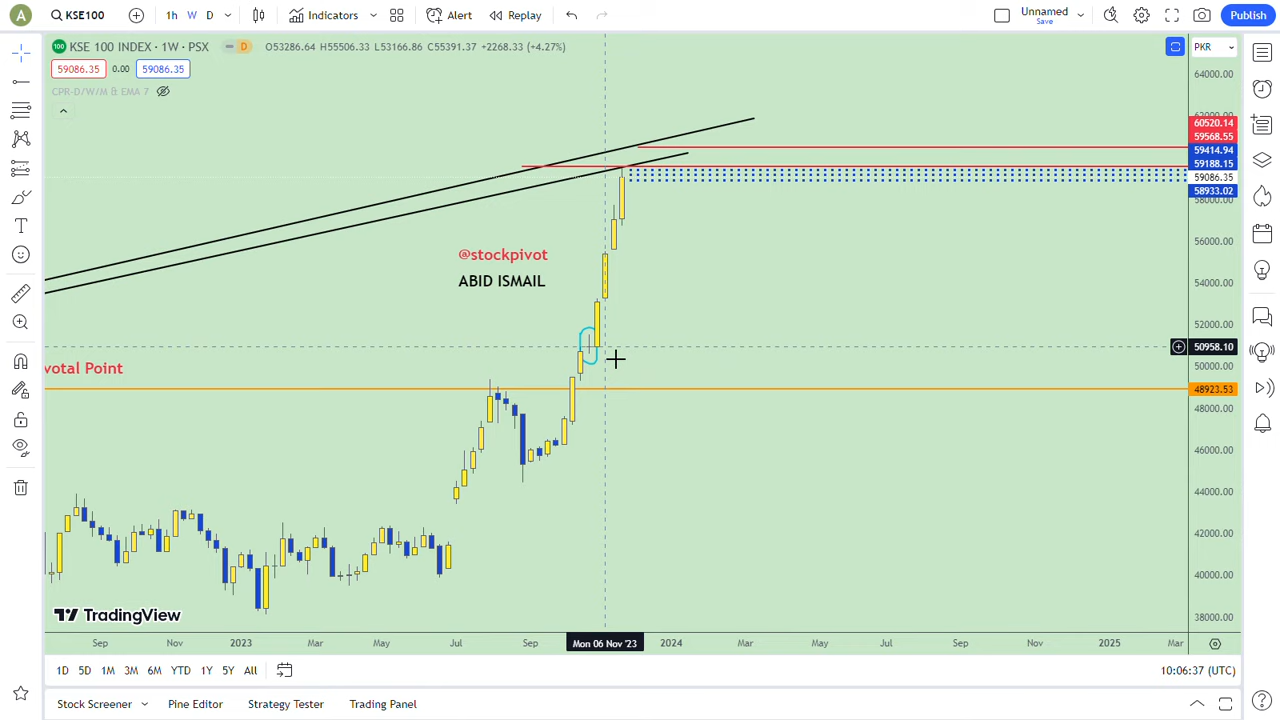 A KSE100 1h W D Indicators Alert Replay Unnamed Save Publish
KSE 100 INDEX · 1W · PSX D O53286.64 H55506.33 L53166.86 C55391.37 +2268.33 (+4.27%) PKR
59086.35 0.00 59086.35
CPR-D/W/M & EMA 7
64000.00
60520.14
59568.55
59414.94
59188.15
59086.35
58933.02
58000.00
56000.00
@stockpivot
ABID ISMAIL
54000.00
52000.00
50958.10
50000.00
votal Point
48923.53
48000.00
46000.00
44000.00
42000.00
40000.00
38000.00
TradingView
Sep Nov 2023 Mar May Jul Sep Mon 06 Nov '23 2024 Mar May Jul Sep Nov 2025 Mar
1D 5D 1M 3M 6M YTD 1Y 5Y All 10:06:37 (UTC)
Stock Screener Pine Editor Strategy Tester Trading Panel